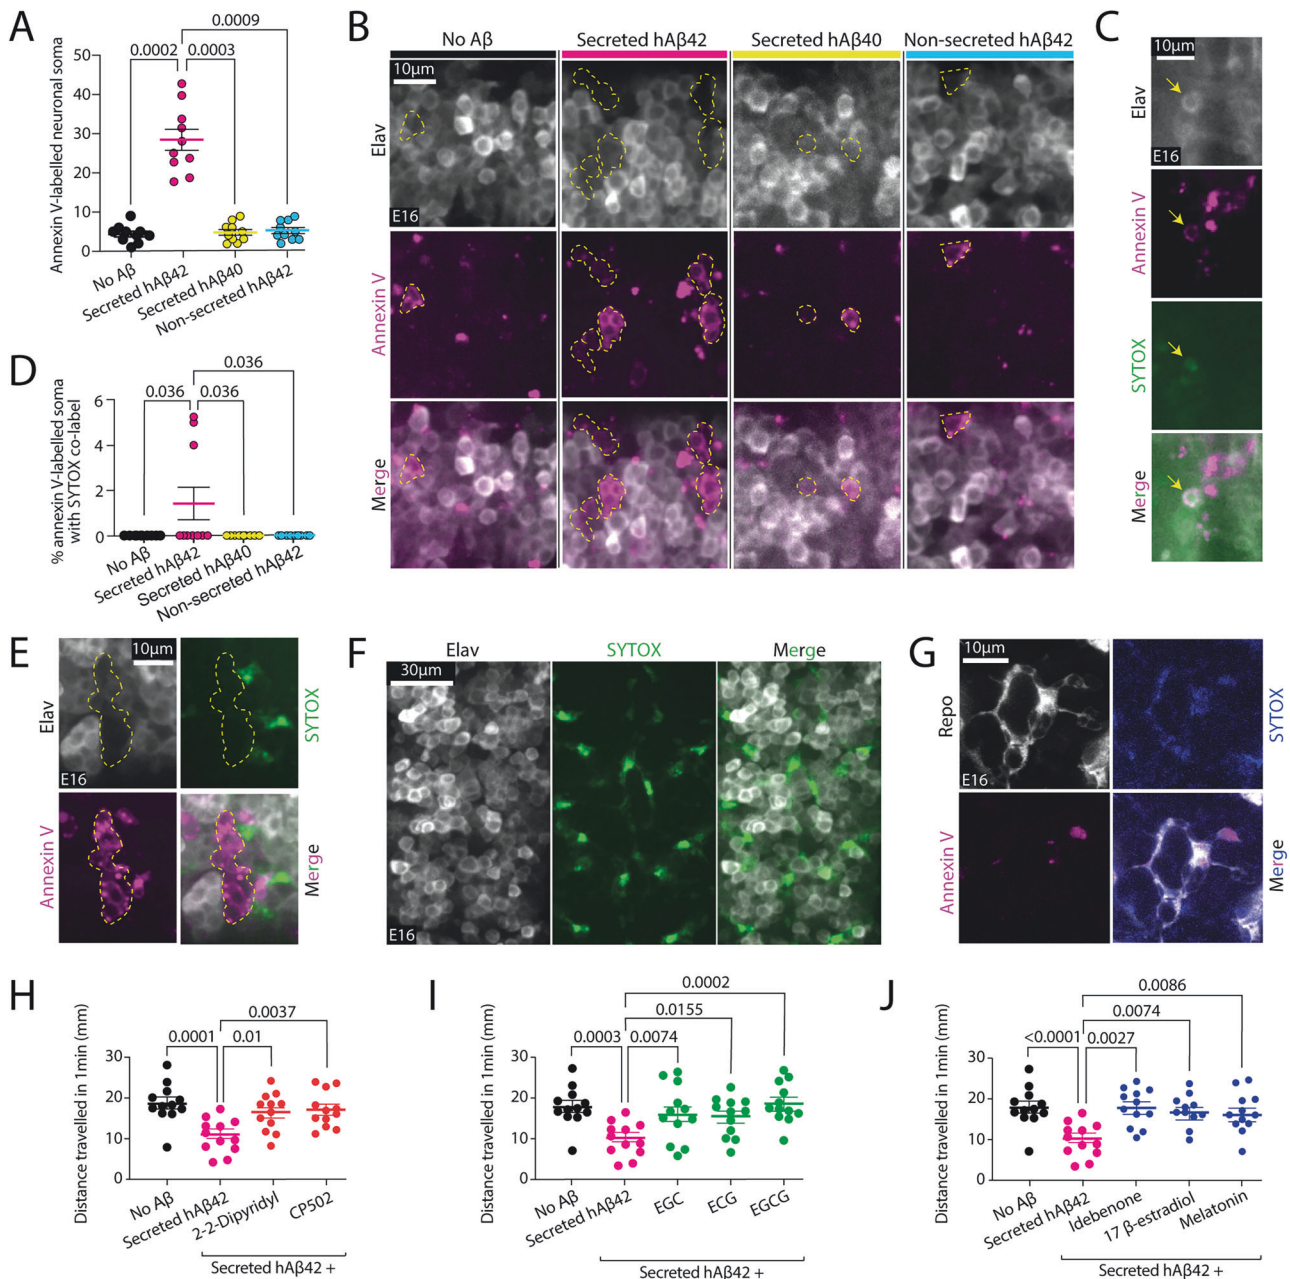 A
Annexin V-labelled neuronal soma
50
40
30
20
10
0
0.0009
0.0002
0.0003
No Aβ
Secreted hAβ42
Secreted hAβ40
Non-secreted hAβ42
B
No Aβ
Secreted hAβ42
Secreted hAβ40
Non-secreted hAβ42
10μm
Elav
E16
Annexin V
Merge
C
10μm
Elav
E16
Annexin V
SYTOX
Merge
D
% annexin V-labelled soma
with SYTOX co-label
6
4
2
0
0.036
0.036
0.036
No Aβ
Secreted hAβ42
Secreted hAβ40
Non-secreted hAβ42
E
10μm
Elav
E16
SYTOX
Annexin V
Merge
F
Elav
SYTOX
Merge
30μm
E16
G
10μm
Repo
E16
SYTOX
Annexin V
Merge
H
Distance travelled in 1min (mm)
30
20
10
0
0.0037
0.0001
0.01
No Aβ
Secreted hAβ42
2-2-Dipyridyl
CP502
Secreted hAβ42 +
I
Distance travelled in 1min (mm)
30
20
10
0
0.0002
0.0155
0.0003
0.0074
No Aβ
Secreted hAβ42
EGC
ECG
EGCG
Secreted hAβ42 +
J
Distance travelled in 1min (mm)
30
20
10
0
0.0086
0.0074
<0.0001
0.0027
No Aβ
Secreted hAβ42
Idebenone
17 β-estradiol
Melatonin
Secreted hAβ42 +